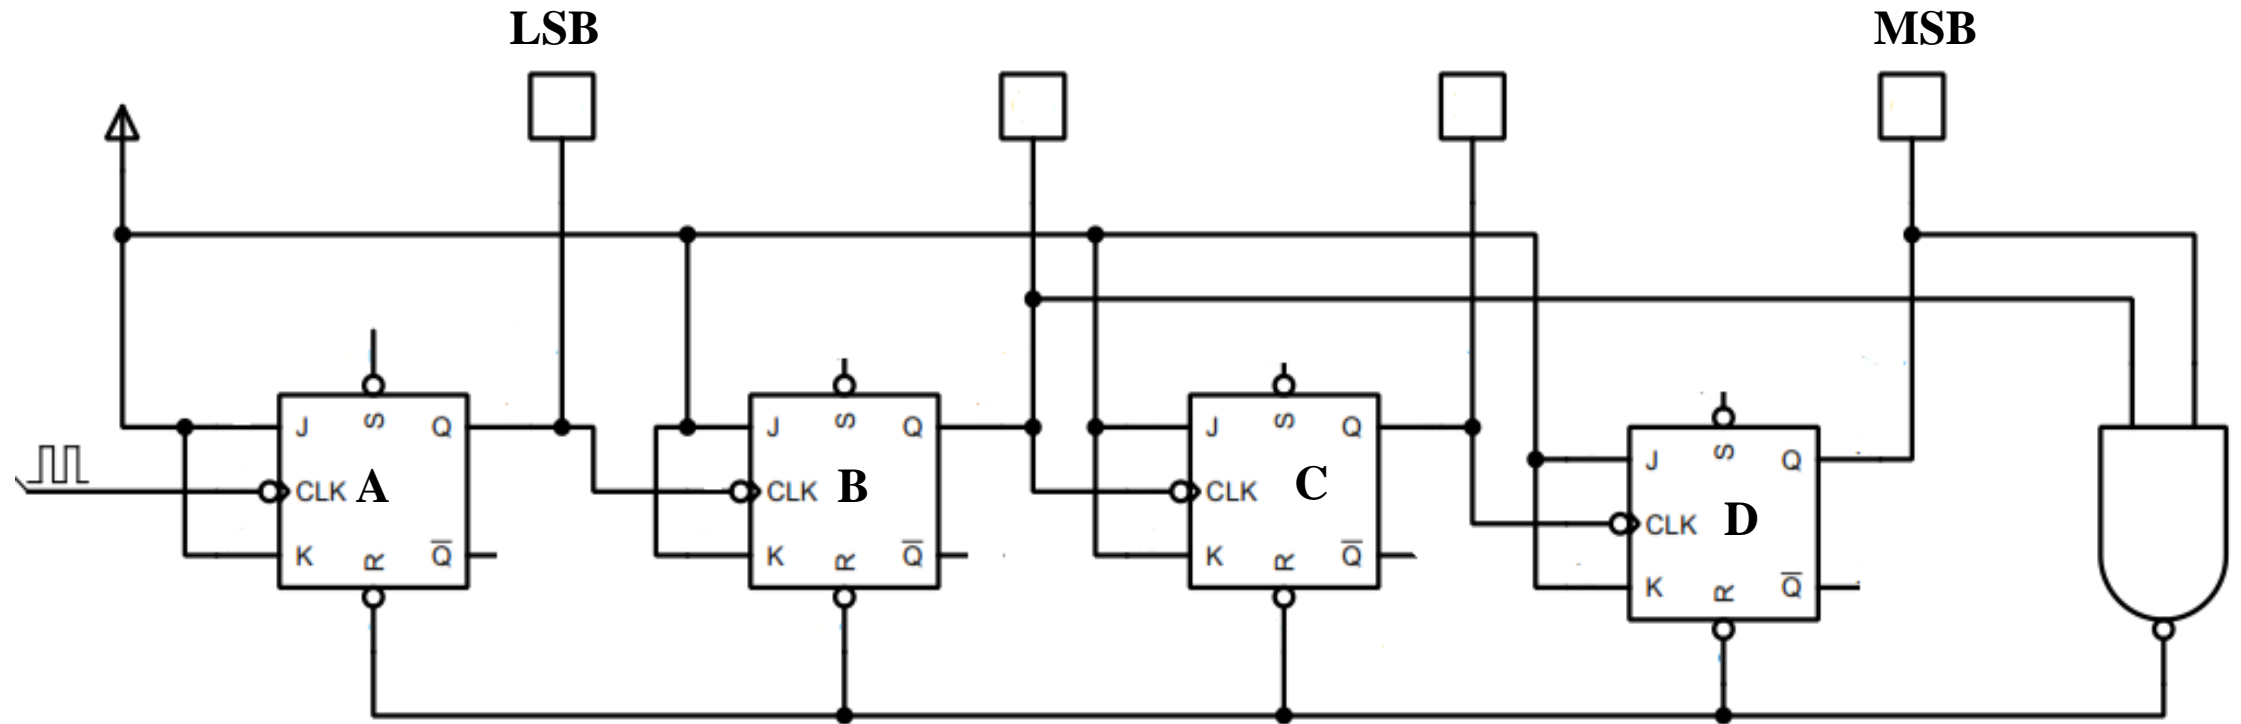 LSB MSB
J S Q J S Q J S Q
J S Q
CLK A CLK B CLK C
CLK D
K R Q̅ K R Q̅ K R Q̅
K R Q̅